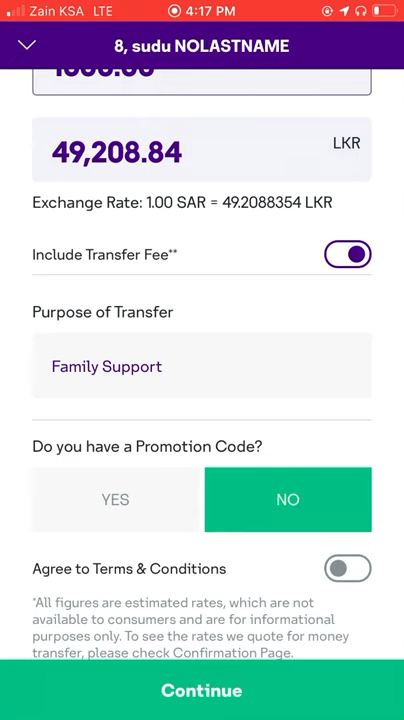 Zain KSA LTE 4:17 PM
8, sudu NOLASTNAME
1000.00
49,208.84 LKR
Exchange Rate: 1.00 SAR = 49.2088354 LKR
Include Transfer Fee**
Purpose of Transfer
Family Support
Do you have a Promotion Code?
YES NO
Agree to Terms & Conditions
*All figures are estimated rates, which are not
available to consumers and are for informational
purposes only. To see the rates we quote for money
transfer, please check Confirmation Page.
Continue